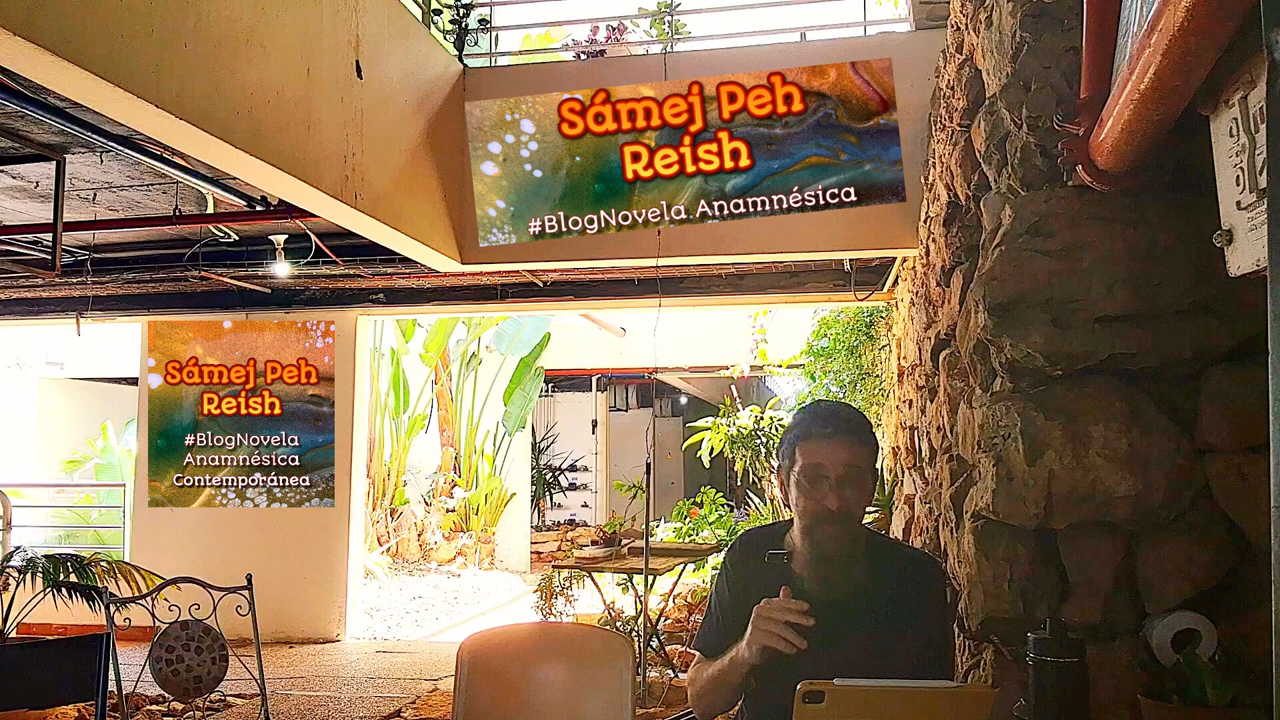 Sámej Peh
Reish
#BlogNovela Anamnésica
Sámej Peh
Reish
#BlogNovela
Anamnésica
Contemporánea